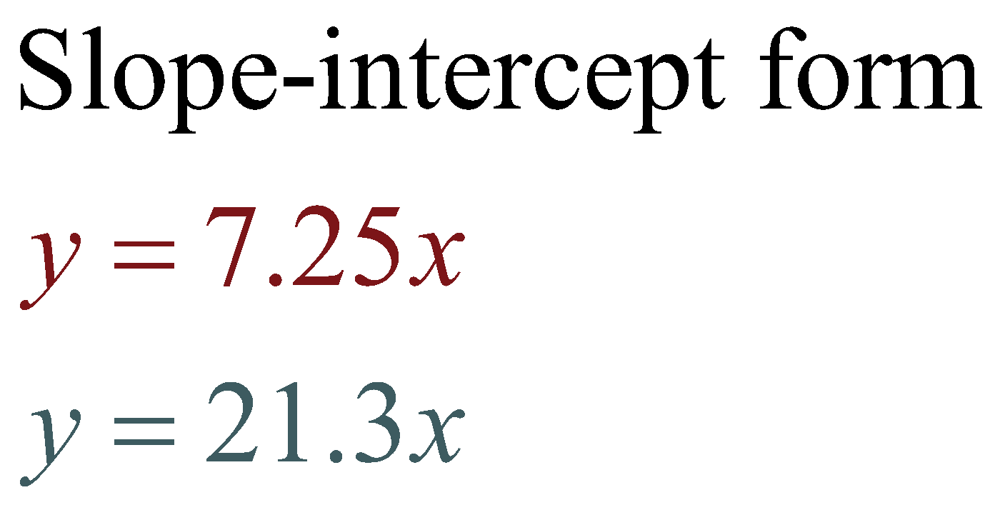 Slope-intercept form
y = 7.25x
y = 21.3x